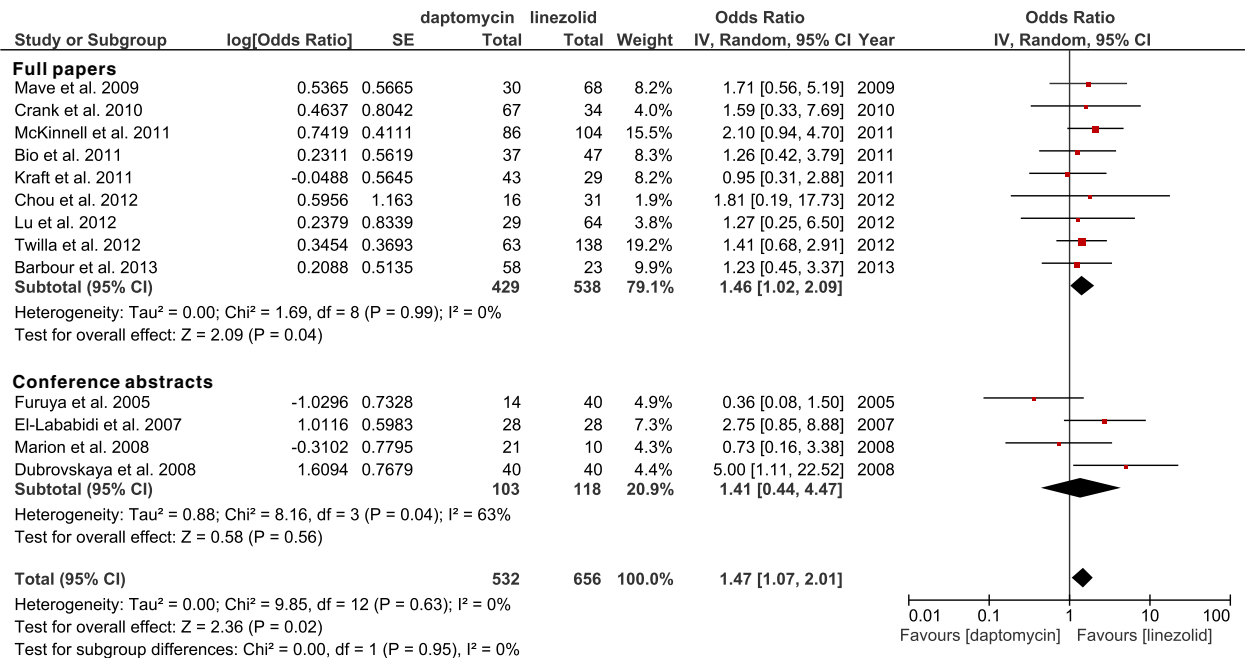 daptomycin linezolid Odds Ratio Odds Ratio
Study or Subgroup log[Odds Ratio] SE Total Total Weight IV, Random, 95% CI Year IV, Random, 95% CI
Full papers
Mave et al. 2009 0.5365 0.5665 30 68 8.2% 1.71 [0.56, 5.19] 2009
Crank et al. 2010 0.4637 0.8042 67 34 4.0% 1.59 [0.33, 7.69] 2010
McKinnell et al. 2011 0.7419 0.4111 86 104 15.5% 2.10 [0.94, 4.70] 2011
Bio et al. 2011 0.2311 0.5619 37 47 8.3% 1.26 [0.42, 3.79] 2011
Kraft et al. 2011 -0.0488 0.5645 43 29 8.2% 0.95 [0.31, 2.88] 2011
Chou et al. 2012 0.5956 1.163 16 31 1.9% 1.81 [0.19, 17.73] 2012
Lu et al. 2012 0.2379 0.8339 29 64 3.8% 1.27 [0.25, 6.50] 2012
Twilla et al. 2012 0.3454 0.3693 63 138 19.2% 1.41 [0.68, 2.91] 2012
Barbour et al. 2013 0.2088 0.5135 58 23 9.9% 1.23 [0.45, 3.37] 2013
Subtotal (95% CI) 429 538 79.1% 1.46 [1.02, 2.09]
Heterogeneity: Tau² = 0.00; Chi² = 1.69, df = 8 (P = 0.99); I² = 0%
Test for overall effect: Z = 2.09 (P = 0.04)
Conference abstracts
Furuya et al. 2005 -1.0296 0.7328 14 40 4.9% 0.36 [0.08, 1.50] 2005
El-Lababidi et al. 2007 1.0116 0.5983 28 28 7.3% 2.75 [0.85, 8.88] 2007
Marion et al. 2008 -0.3102 0.7795 21 10 4.3% 0.73 [0.16, 3.38] 2008
Dubrovskaya et al. 2008 1.6094 0.7679 40 40 4.4% 5.00 [1.11, 22.52] 2008
Subtotal (95% CI) 103 118 20.9% 1.41 [0.44, 4.47]
Heterogeneity: Tau² = 0.88; Chi² = 8.16, df = 3 (P = 0.04); I² = 63%
Test for overall effect: Z = 0.58 (P = 0.56)
Total (95% CI) 532 656 100.0% 1.47 [1.07, 2.01]
Heterogeneity: Tau² = 0.00; Chi² = 9.85, df = 12 (P = 0.63); I² = 0%
Test for overall effect: Z = 2.36 (P = 0.02)
Test for subgroup differences: Chi² = 0.00, df = 1 (P = 0.95), I² = 0%
0.01 0.1 1 10 100
Favours [daptomycin] Favours [linezolid]